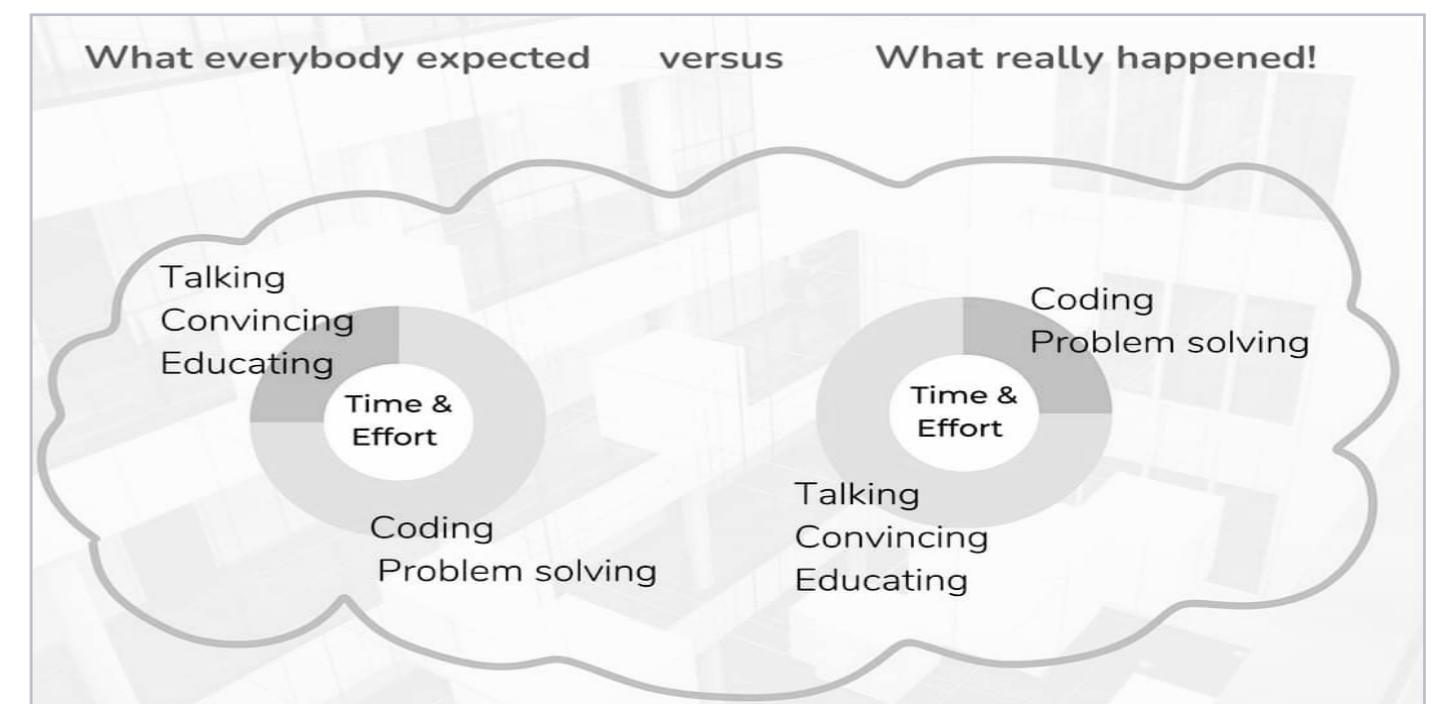 What everybody expected versus What really happened!
Talking
Convincing
Educating
Time &
Effort
Coding
Problem solving
Coding
Problem solving
Time &
Effort
Talking
Convincing
Educating